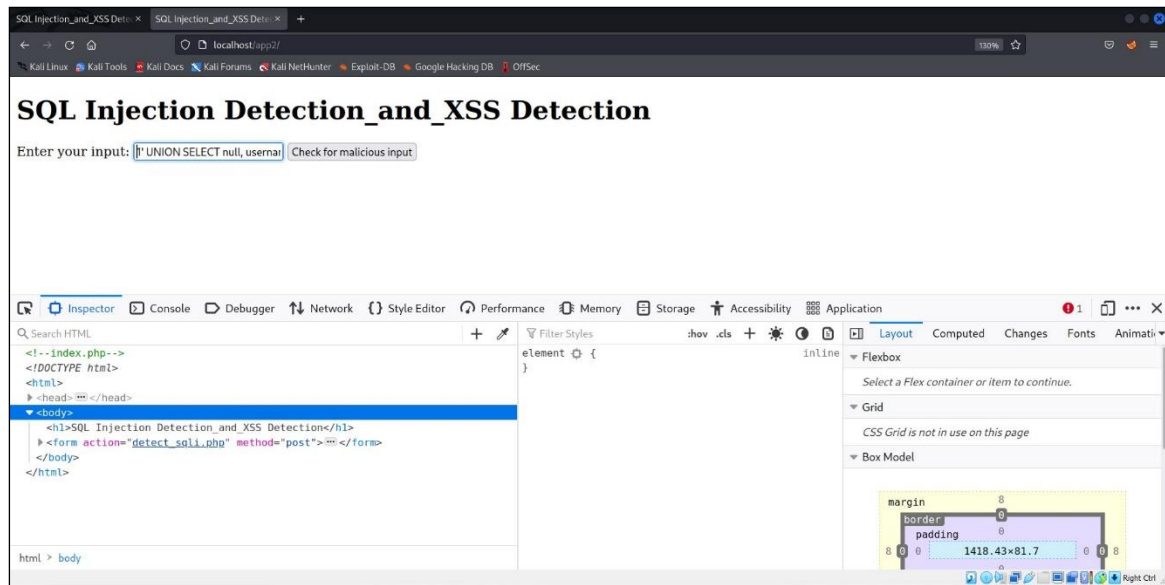 SQL Injection_and_XSS Dete
SQL Injection_and_XSS Dete
localhost/app2/
130%
Kali Linux Kali Tools Kali Docs Kali Forums Kali NetHunter Exploit-DB Google Hacking DB OffSec
SQL Injection Detection_and_XSS Detection
Enter your input: 1' UNION SELECT null, usernar Check for malicious input
Inspector Console Debugger Network {} Style Editor Performance Memory Storage Accessibility Application 1
Search HTML
Filter Styles :hov .cls
Layout Computed Changes Fonts Animati
<!--index.php-->
<!DOCTYPE html>
<html>
<head> </head>
<body>
<h1>SQL Injection Detection_and_XSS Detection</h1>
<form action="detect_sqli.php" method="post"> </form>
</body>
</html>
html > body
element { inline
}
Flexbox
Select a Flex container or item to continue.
Grid
CSS Grid is not in use on this page
Box Model
margin 8
border 0
padding 0
8 0 0 1418.43×81.7 0 0 8
Right Ctrl